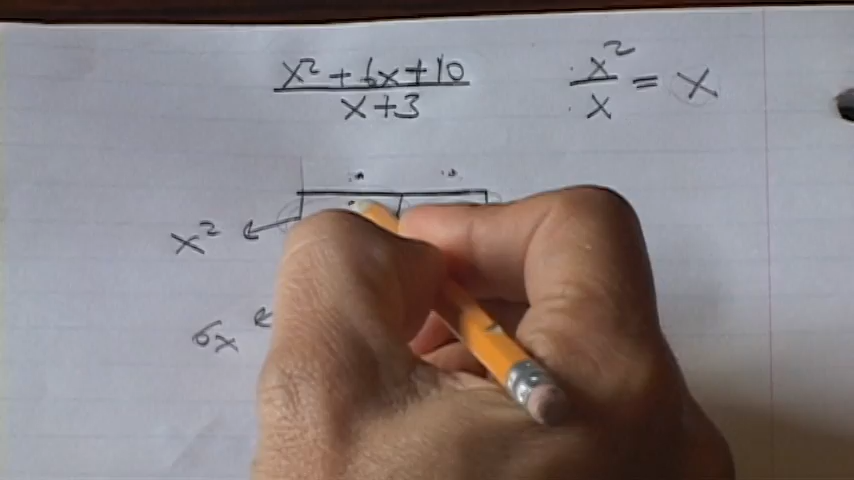 x² + 6x + 10
x + 3
x²
x
= x
x²
6x